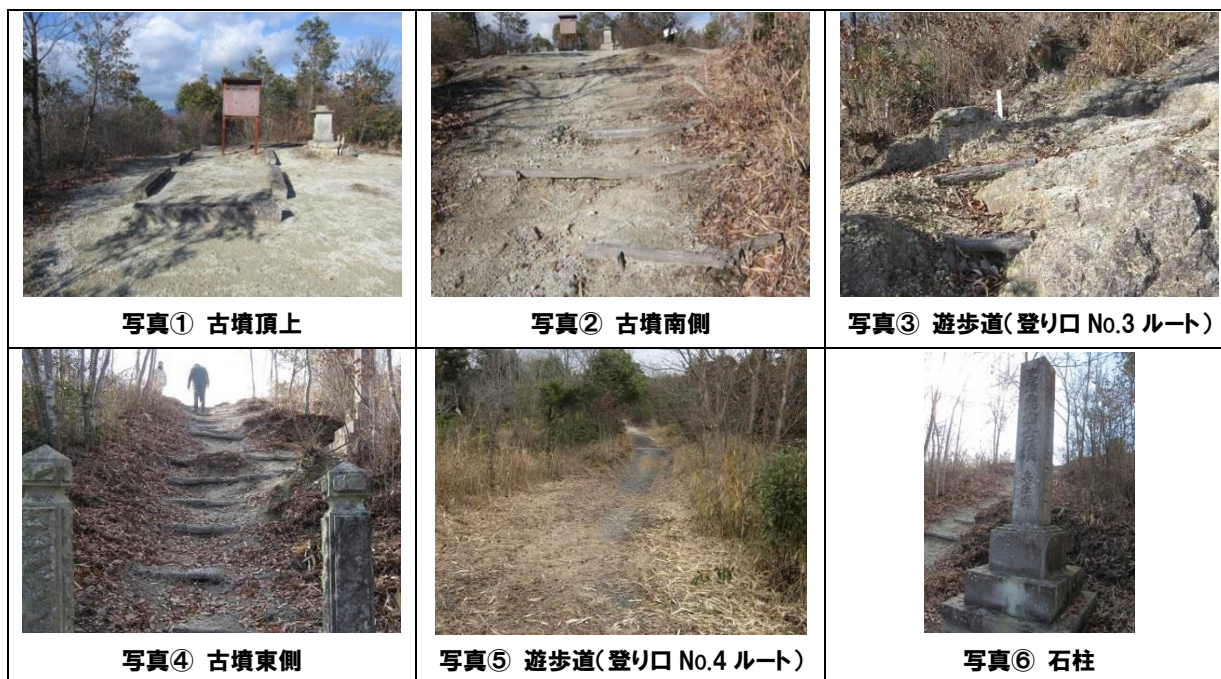 写真① 古墳頂上
写真② 古墳南側
写真③ 遊歩道(登り口 No.3 ルート)
写真④ 古墳東側
写真⑤ 遊歩道(登り口 No.4 ルート)
写真⑥ 石柱